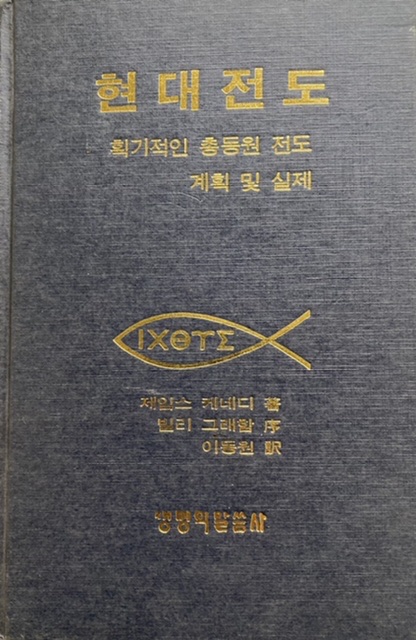 현대전도
획기적인 총동원 전도
계획 및 실제
ΙΧΘΥΣ
제임스 케네디 著
빌리 그래함 序
이동원 訳
생명의말씀사